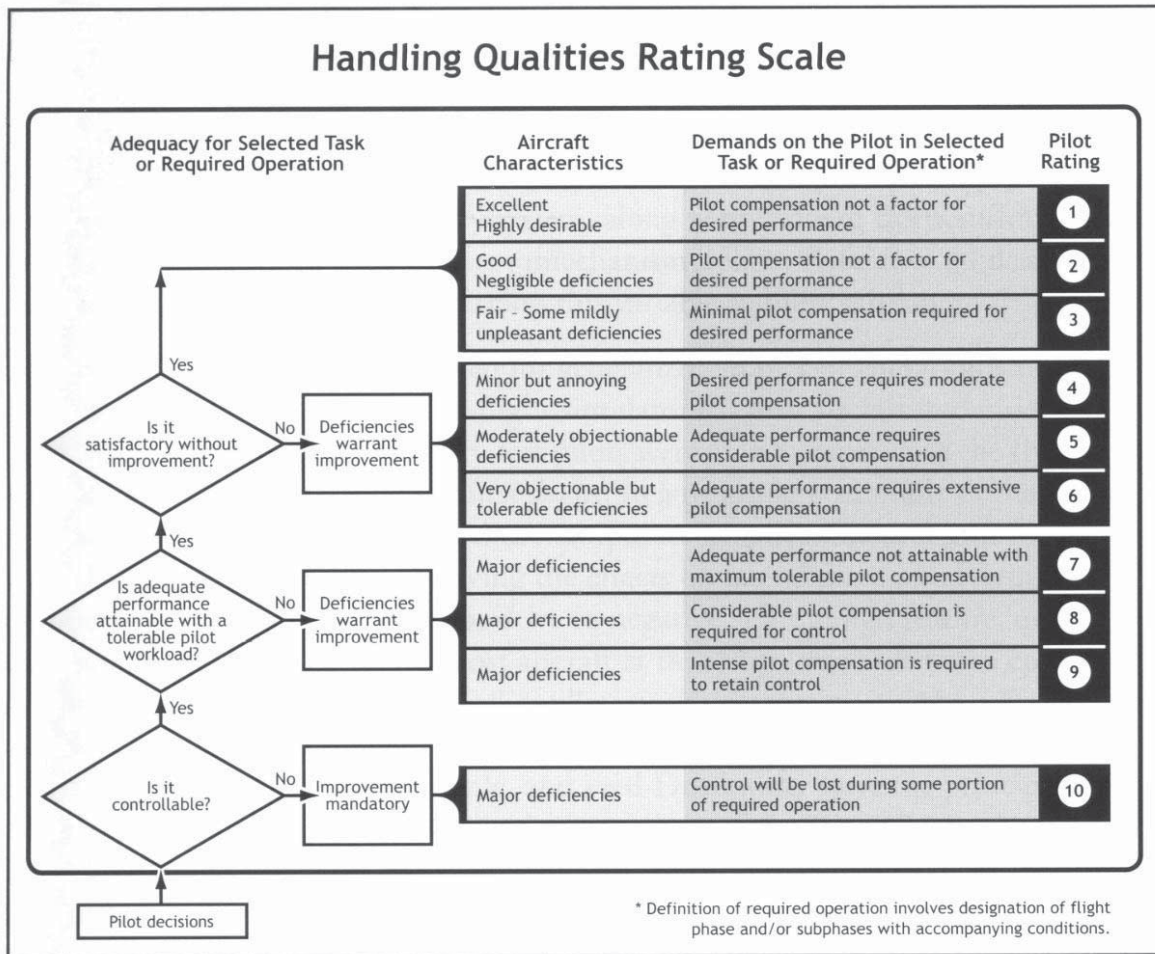 Handling Qualities Rating Scale
Adequacy for Selected Task
or Required Operation
Aircraft
Characteristics
Demands on the Pilot in Selected
Task or Required Operation*
Pilot
Rating
Excellent
Highly desirable
Pilot compensation not a factor for
desired performance
1
Good
Negligible deficiencies
Pilot compensation not a factor for
desired performance
2
Fair – Some mildly
unpleasant deficiencies
Minimal pilot compensation required for
desired performance
3
Yes
Is it
satisfactory without
improvement?
No
Deficiencies
warrant
improvement
Minor but annoying
deficiencies
Desired performance requires moderate
pilot compensation
4
Moderately objectionable
deficiencies
Adequate performance requires
considerable pilot compensation
5
Very objectionable but
tolerable deficiencies
Adequate performance requires extensive
pilot compensation
6
Yes
Is adequate
performance
attainable with a
tolerable pilot
workload?
No
Deficiencies
warrant
improvement
Major deficiencies
Adequate performance not attainable with
maximum tolerable pilot compensation
7
Major deficiencies
Considerable pilot compensation is
required for control
8
Major deficiencies
Intense pilot compensation is required
to retain control
9
Yes
Is it
controllable?
No
Improvement
mandatory
Major deficiencies
Control will be lost during some portion
of required operation
10
Pilot decisions
* Definition of required operation involves designation of flight
phase and/or subphases with accompanying conditions.